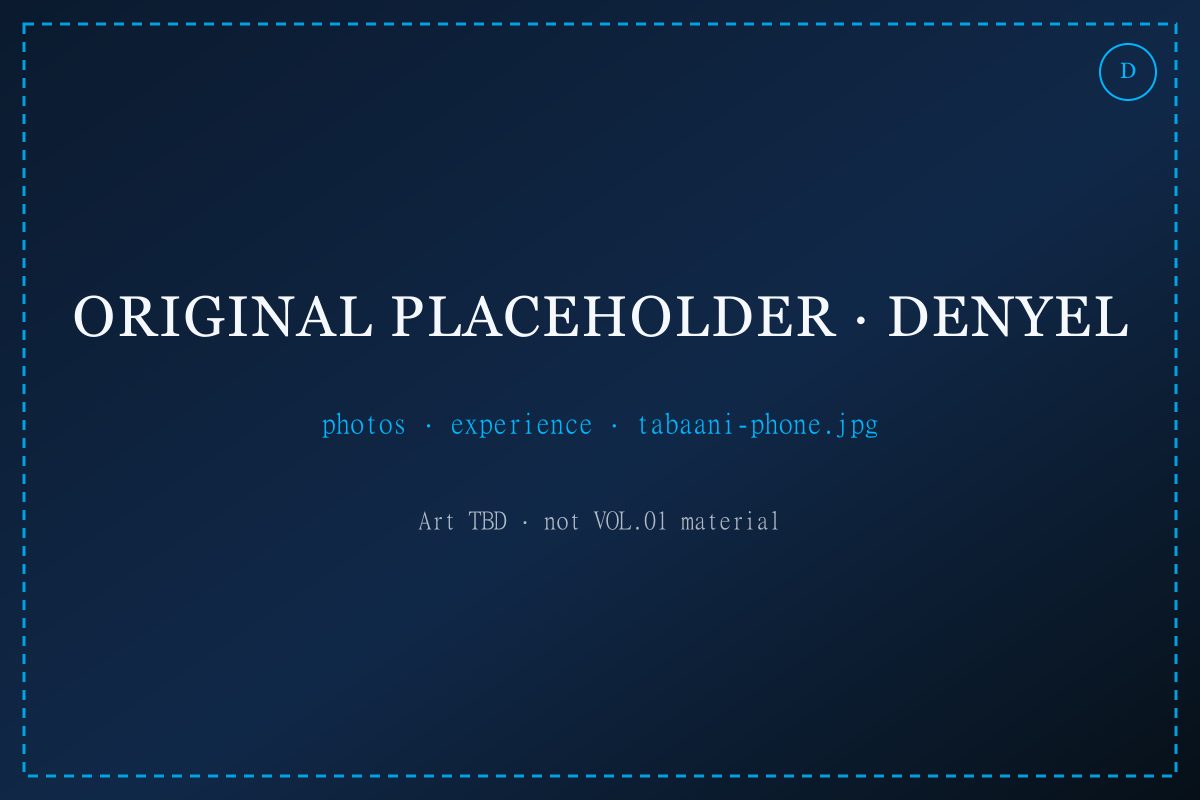 D
ORIGINAL PLACEHOLDER · DENYEL
photos · experience · tabaani-phone.jpg
Art TBD · not VOL.01 material